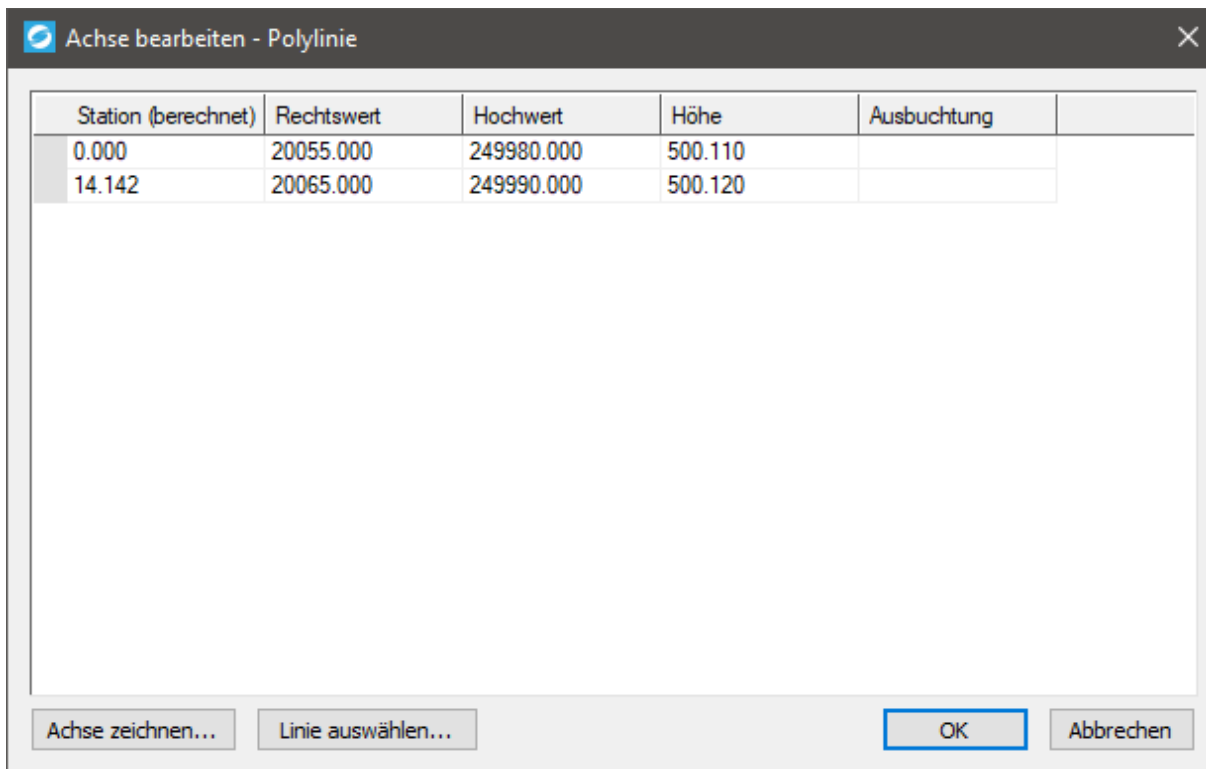 Achse bearbeiten - Polylinie
Station (berechnet) Rechtswert Hochwert Höhe Ausbuchtung
0.000 20055.000 249980.000 500.110
14.142 20065.000 249990.000 500.120
Achse zeichnen... Linie auswählen... OK Abbrechen